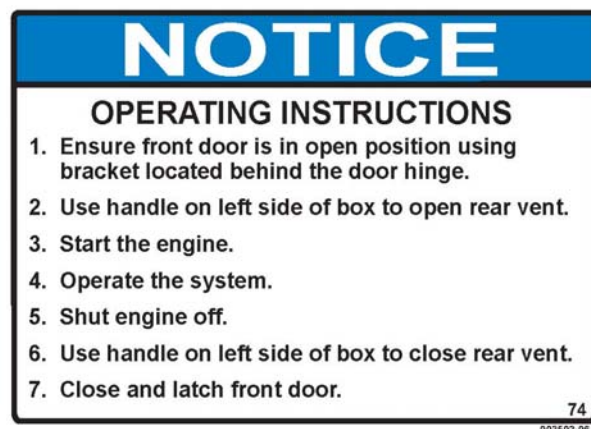 NOTICE
OPERATING INSTRUCTIONS
1. Ensure front door is in open position using
bracket located behind the door hinge.
2. Use handle on left side of box to open rear vent.
3. Start the engine.
4. Operate the system.
5. Shut engine off.
6. Use handle on left side of box to close rear vent.
7. Close and latch front door.
74